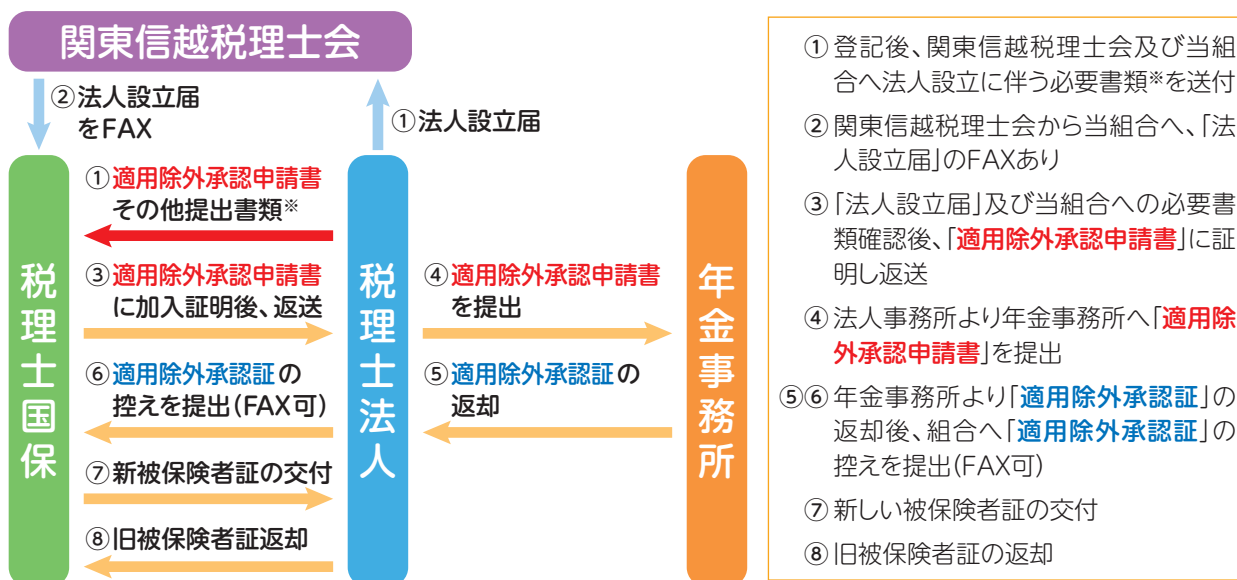 関東信越税理士会
②法人設立届
をFAX
①法人設立届
税理士国保
税理士法人
年金事務所
①適用除外承認申請書
その他提出書類※
③適用除外承認申請書
に加入証明後、返送
④適用除外承認申請書
を提出
⑥適用除外承認証の
控えを提出(FAX可)
⑤適用除外承認証の
返却
⑦新被保険者証の交付
⑧旧被保険者証返却
①登記後、関東信越税理士会及び当組
合へ法人設立に伴う必要書類※を送付
②関東信越税理士会から当組合へ、「法
人設立届」のFAXあり
③「法人設立届」及び当組合への必要書
類確認後、「適用除外承認申請書」に証
明し返送
④法人事務所より年金事務所へ「適用除
外承認申請書」を提出
⑤⑥年金事務所より「適用除外承認証」の
返却後、組合へ「適用除外承認証」の
控えを提出(FAX可)
⑦新しい被保険者証の交付
⑧旧被保険者証の返却